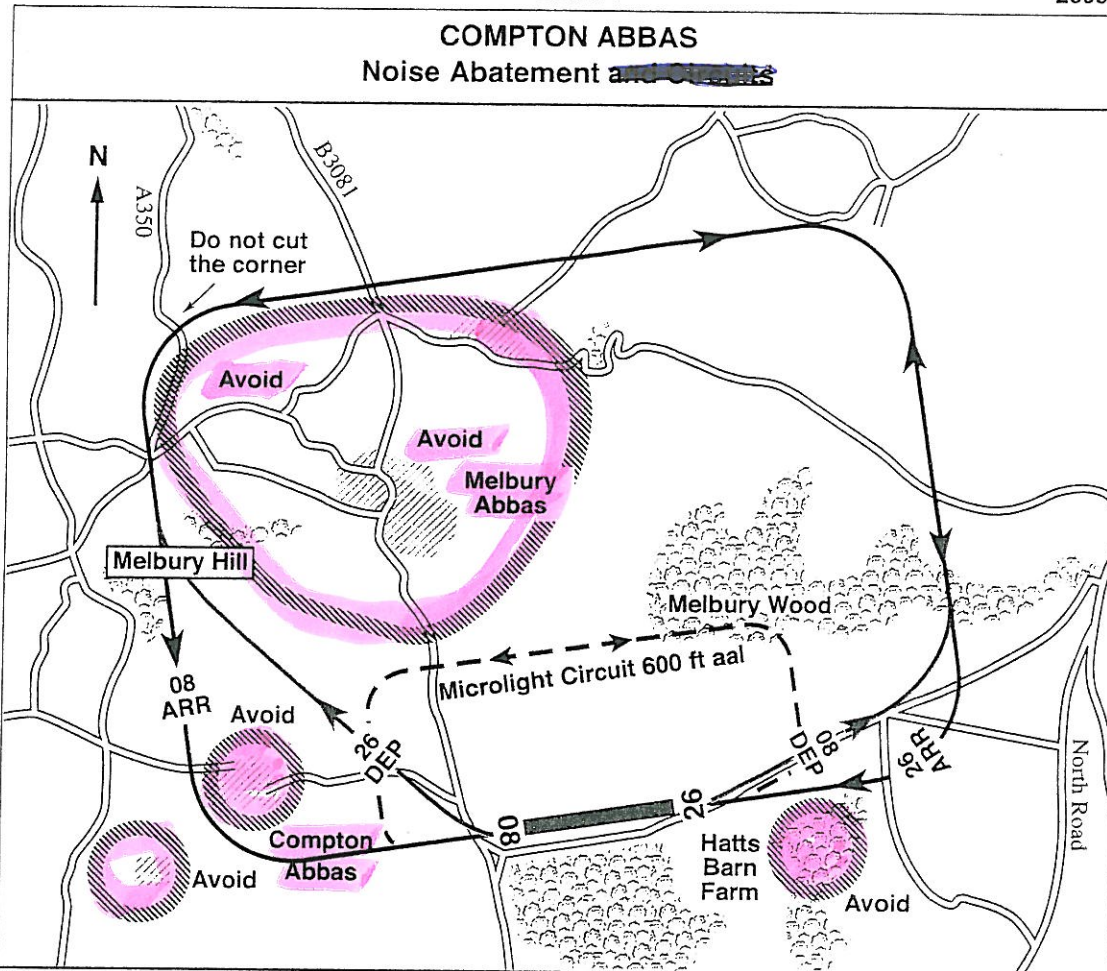 COMPTON ABBAS
Noise Abatement and Circuits
N
A350
B3081
Do not cut
the corner
Avoid
Avoid
Melbury
Abbas
Melbury Hill
Melbury Wood
Microlight Circuit 600 ft aal
08
ARR
Avoid
26
DEP
08
DEP
26
ARR
North Road
08
26
Compton
Abbas
Avoid
Hatts
Barn
Farm
Avoid